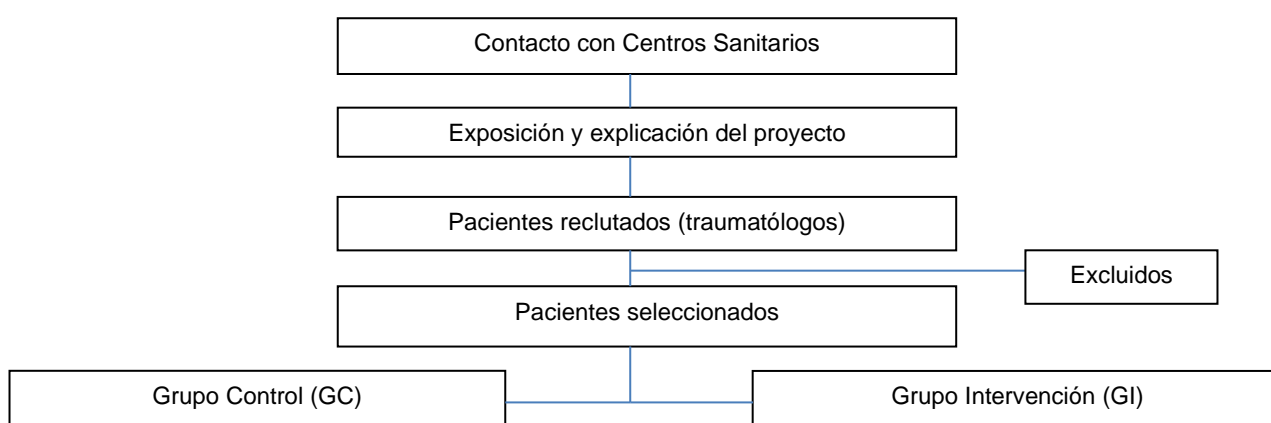 Contacto con Centros Sanitarios
Exposición y explicación del proyecto
Pacientes reclutados (traumatólogos)
Excluidos
Pacientes seleccionados
Grupo Control (GC)
Grupo Intervención (GI)